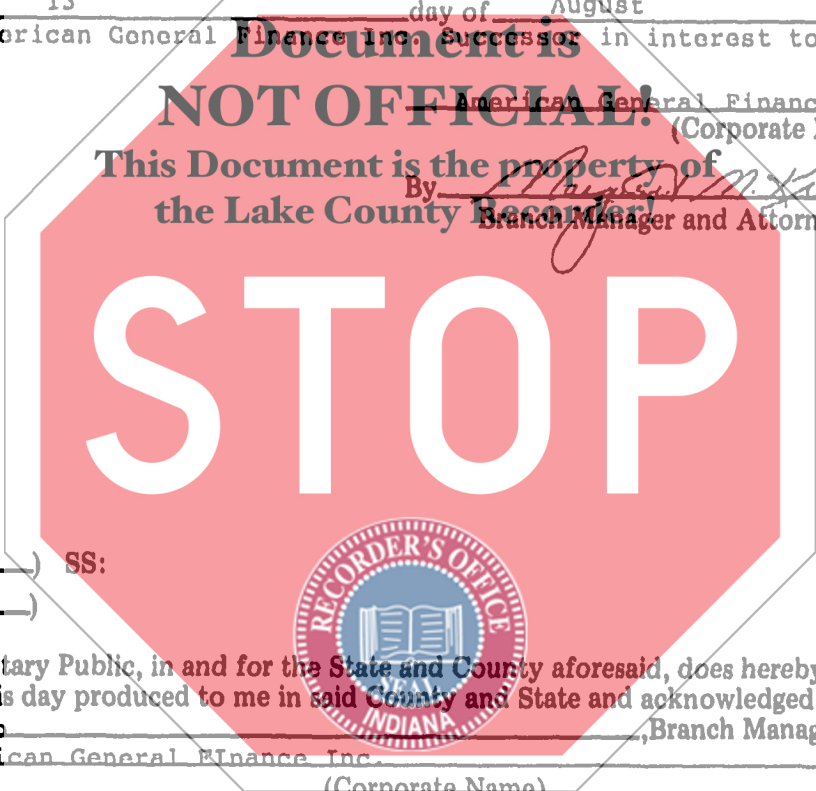 13 day of August
erican General Finance Inc. Successor in interest to
Document is
NOT OFFICIAL!
American General Financ
(Corporate
This Document is the property of
the Lake County Recorder!
By
Branch Manager and Attorn
STOP
) SS:
)
RECORDER'S OFFICE
INDIANA
tary Public, in and for the State and County aforesaid, does hereby
is day produced to me in said County and State and acknowledged
,Branch Manag
ican General FInance Inc.
(Corporate Name)